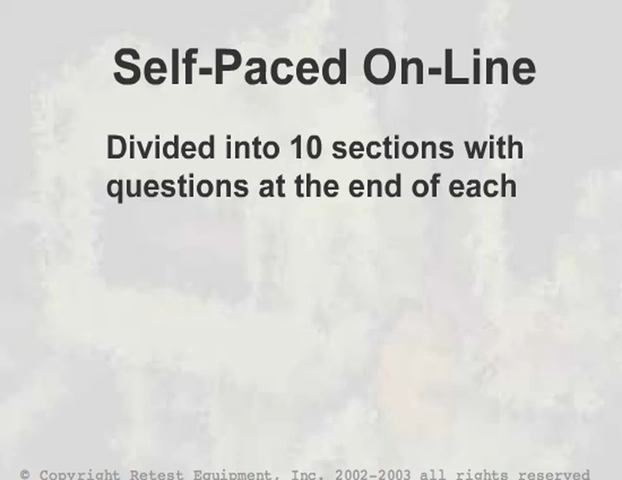 Self-Paced On-Line
Divided into 10 sections with
questions at the end of each
© Copyright Retest Equipment, Inc. 2002-2003 all rights reserved